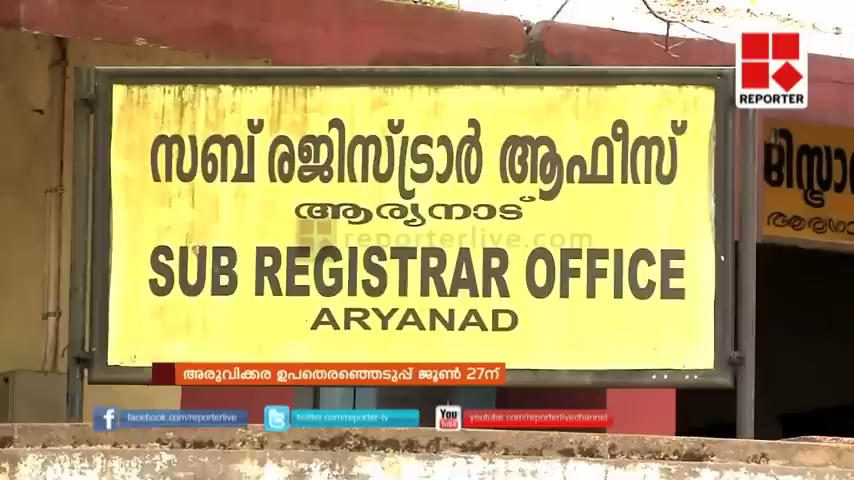 REPORTER
സബ് രജിസ്ട്രാർ ആഫീസ്
ആര്യനാട്
reporterlive.com
SUB REGISTRAR OFFICE
ARYANAD
അരുവിക്കര ഉപതെരഞ്ഞെടുപ്പ് ജൂൺ 27ന്
facebook.com/reporterlive
twitter.com/reporter-tv
You Tube
youtube.com/reporterlivechannel